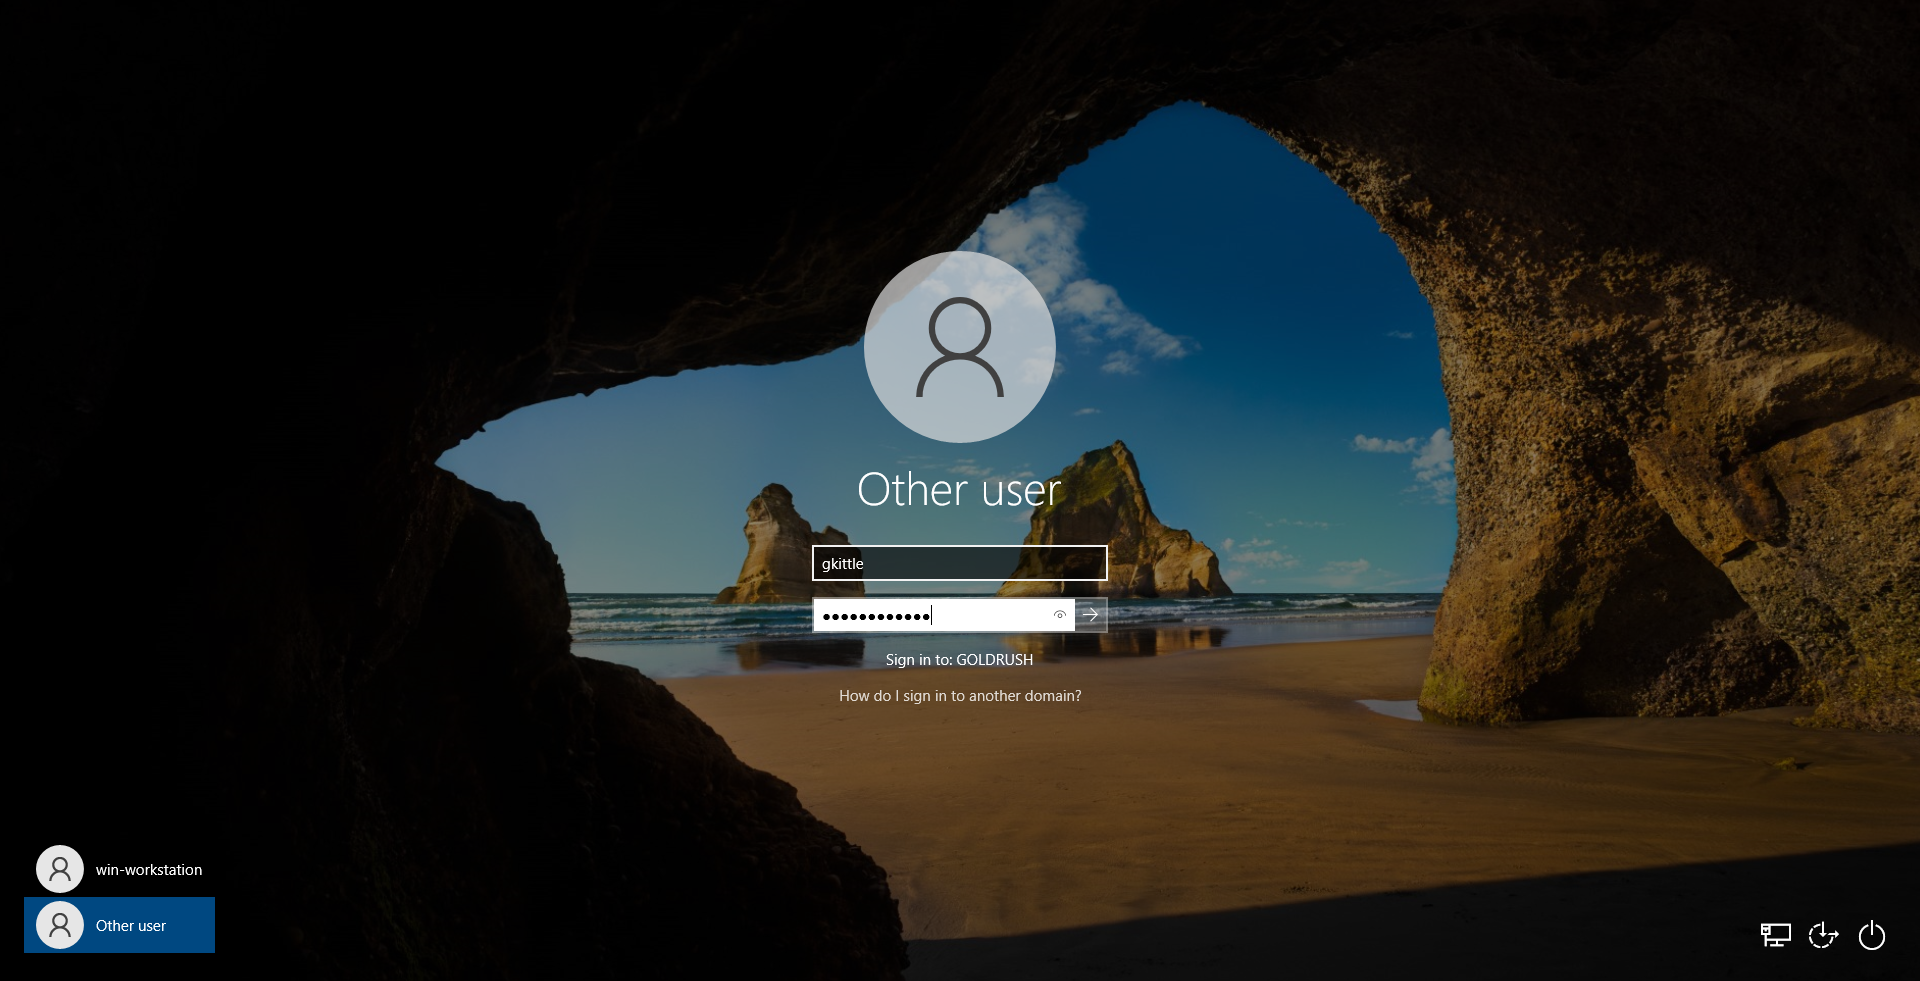 Other user
gkittle
●●●●●●●●●●●●
Sign in to: GOLDRUSH
How do I sign in to another domain?
win-workstation
Other user